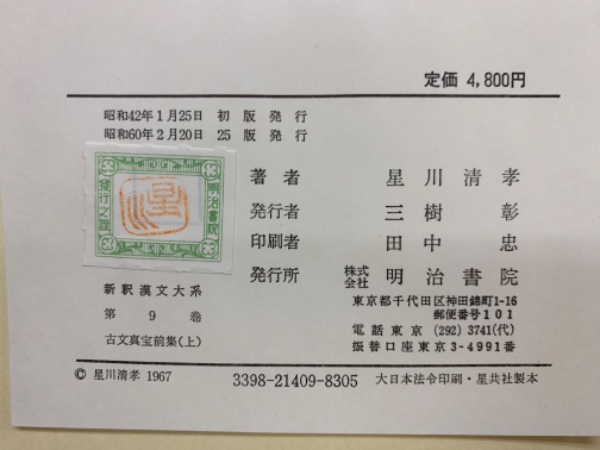 定価 4,800円
昭和42年1月25日 初版発行
昭和60年2月20日 25版発行
明治書院
発行之証
著者 星川清孝
発行者 三樹彰
印刷者 田中忠
発行所 株式会社 明治書院
東京都千代田区神田錦町1-16
郵便番号101
電話東京 (292) 3741(代)
振替口座東京3-4991番
新釈漢文大系
第9巻
古文真宝前集(上)
© 星川清孝 1967
3398-21409-8305
大日本法令印刷・星共社製本